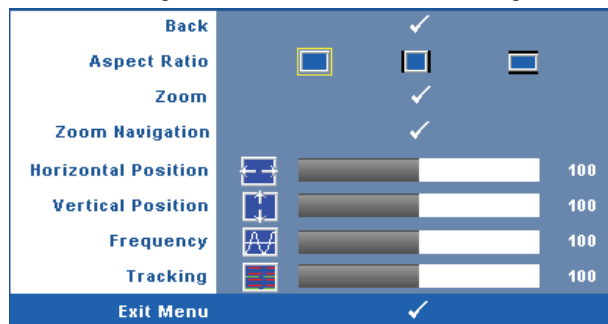 Back
Aspect Ratio
Zoom
Zoom Navigation
Horizontal Position 100
Vertical Position 100
Frequency 100
Tracking 100
Exit Menu